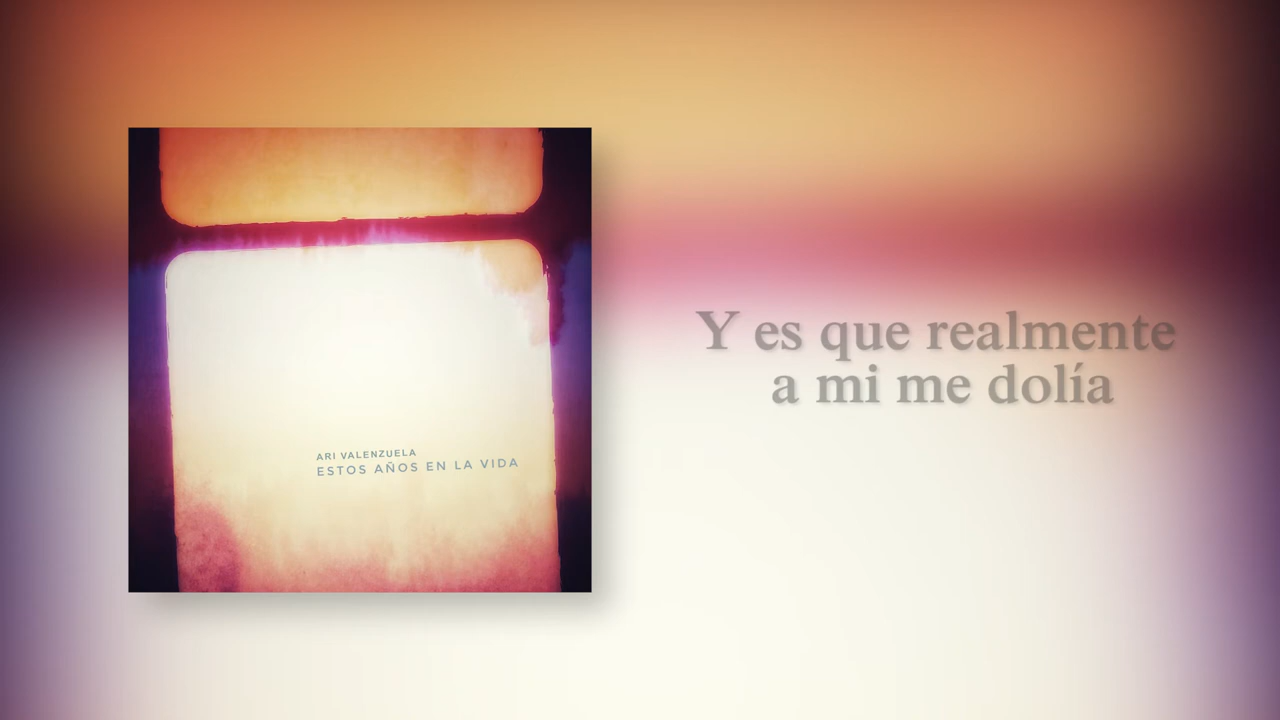 ARI VALENZUELA
ESTOS AÑOS EN LA VIDA
Y es que realmente
a mi me dolía